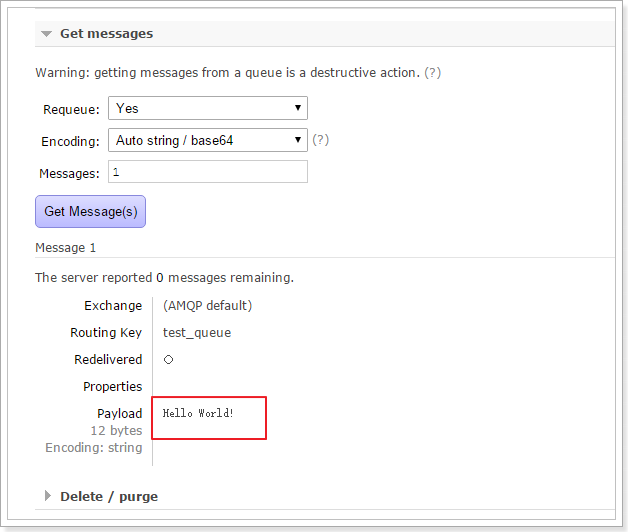 Get messages
Warning: getting messages from a queue is a destructive action. (?)
Requeue: Yes
Encoding: Auto string / base64 (?)
Messages: 1
Get Message(s)
Message 1
The server reported 0 messages remaining.
Exchange (AMQP default)
Routing Key test_queue
Redelivered ○
Properties
Payload Hello World!
12 bytes
Encoding: string
Delete / purge